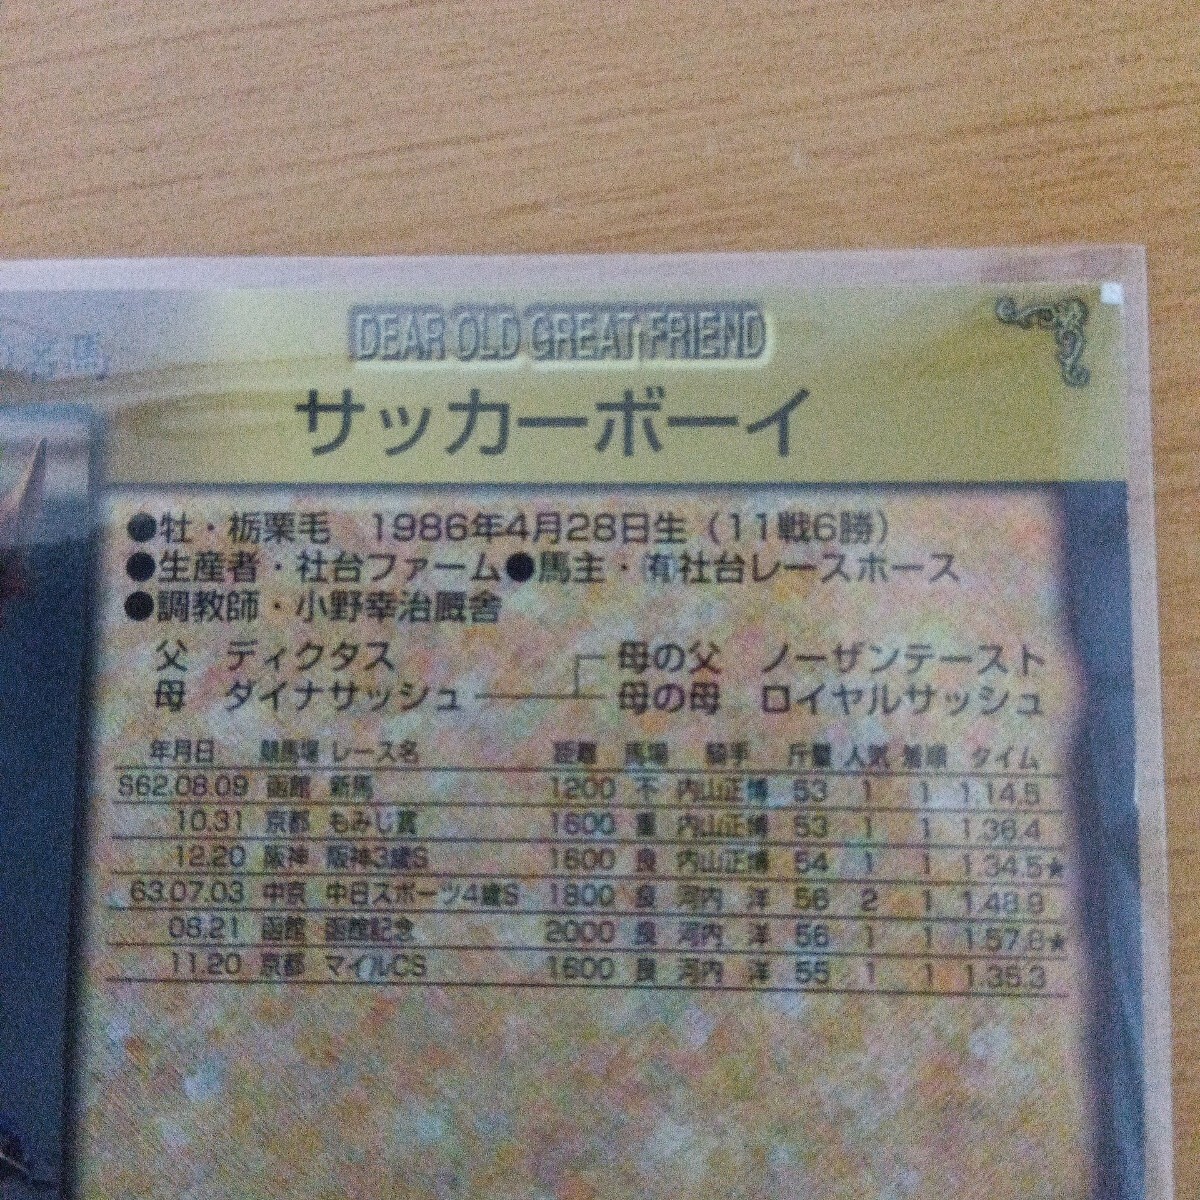 名馬
DEAR OLD GREAT FRIEND
サッカーボーイ
●牡・栃栗毛 1986年4月28日生（11戦6勝）
●生産者・社台ファーム●馬主・㈲社台レースホース
●調教師・小野幸治厩舎
父 ディクタス 母の父 ノーザンテースト
母 ダイナサッシュ 母の母 ロイヤルサッシュ
年月日 競馬場 レース名 距離 馬場 騎手 斤量 人気 着順 タイム
S62.08.09 函館 新馬 1200 不 内山正博 53 1 1 1.14.5
10.31 京都 もみじ賞 1600 重 内山正博 53 1 1 1.36.4
12.20 阪神 阪神3歳S 1600 良 内山正博 54 1 1 1.34.5★
63.07.03 中京 中日スポーツ4歳S 1800 良 河内 洋 56 2 1 1.48.9
08.21 函館 函館記念 2000 良 河内 洋 56 1 1 1.57.8★
11.20 京都 マイルCS 1600 良 河内 洋 55 1 1 1.35.3